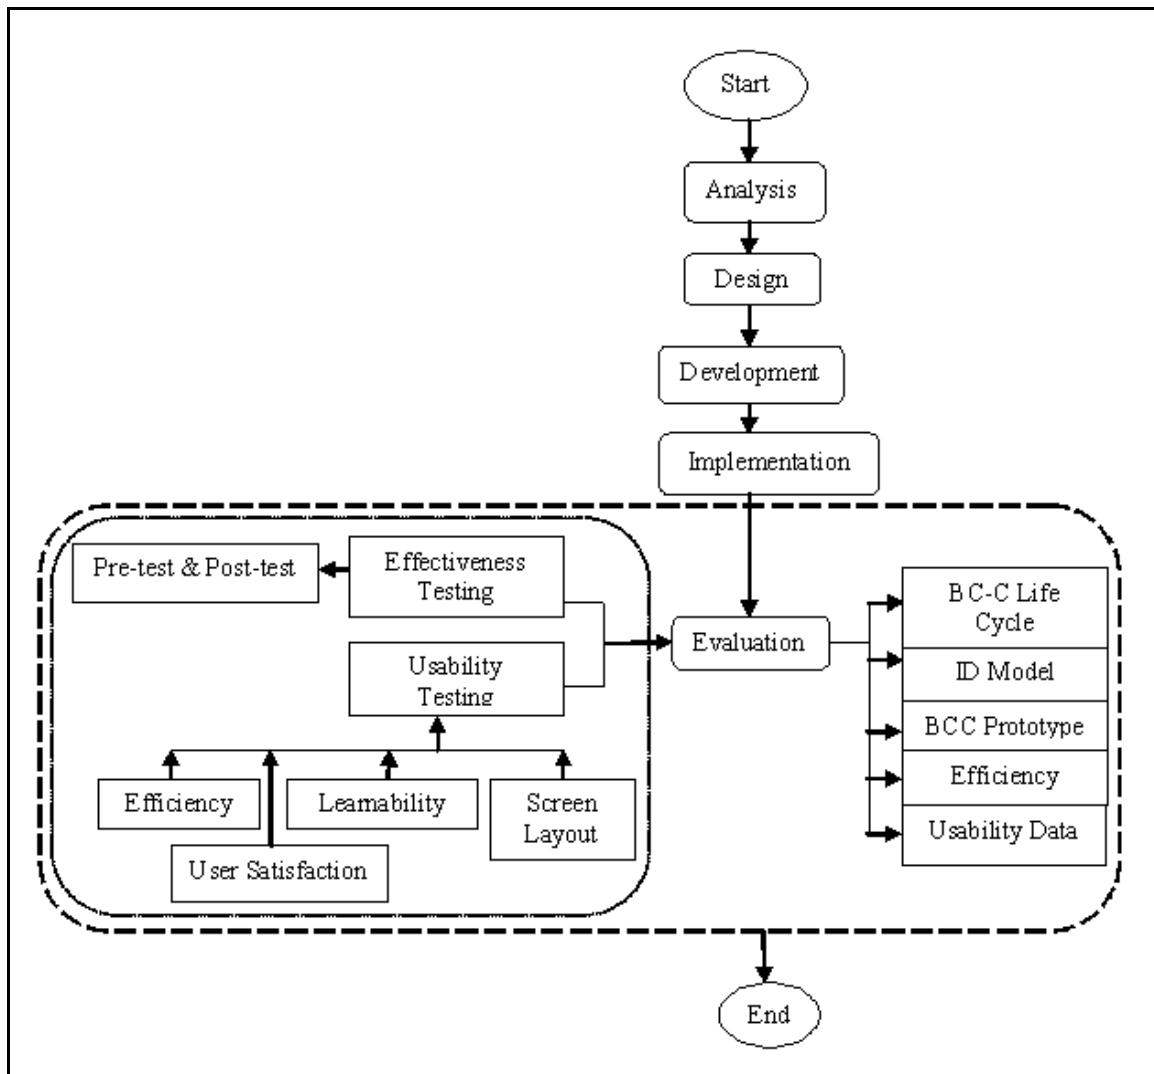 Start
Analysis
Design
Development
Implementation
Pre-test & Post-test
Effectiveness
Testing
Usability
Testing
Efficiency
Learnability
Screen
Layout
User Satisfaction
Evaluation
BC-C Life
Cycle
ID Model
BCC Prototype
Efficiency
Usability Data
End